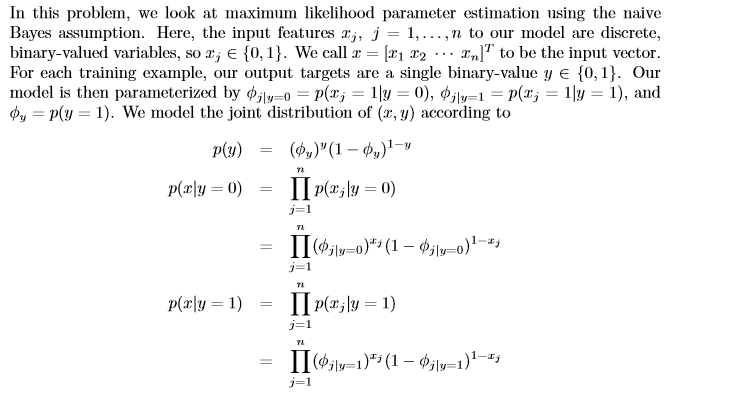 In this problem, we look at maximum likelihood parameter estimation using the naive
Bayes assumption. Here, the input features x_j, j = 1, . . . , n to our model are discrete,
binary-valued variables, so x_j ∈ {0, 1}. We call x = [x_1 x_2 ··· x_n]^T to be the input vector.
For each training example, our output targets are a single binary-value y ∈ {0, 1}. Our
model is then parameterized by ϕ_{j|y=0} = p(x_j = 1|y = 0), ϕ_{j|y=1} = p(x_j = 1|y = 1), and
ϕ_y = p(y = 1). We model the joint distribution of (x, y) according to
p(y) = (ϕ_y)^y(1 − ϕ_y)^{1−y}
p(x|y = 0) = ∏_{j=1}^{n} p(x_j|y = 0)
= ∏_{j=1}^{n} (ϕ_{j|y=0})^{x_j}(1 − ϕ_{j|y=0})^{1−x_j}
p(x|y = 1) = ∏_{j=1}^{n} p(x_j|y = 1)
= ∏_{j=1}^{n} (ϕ_{j|y=1})^{x_j}(1 − ϕ_{j|y=1})^{1−x_j}